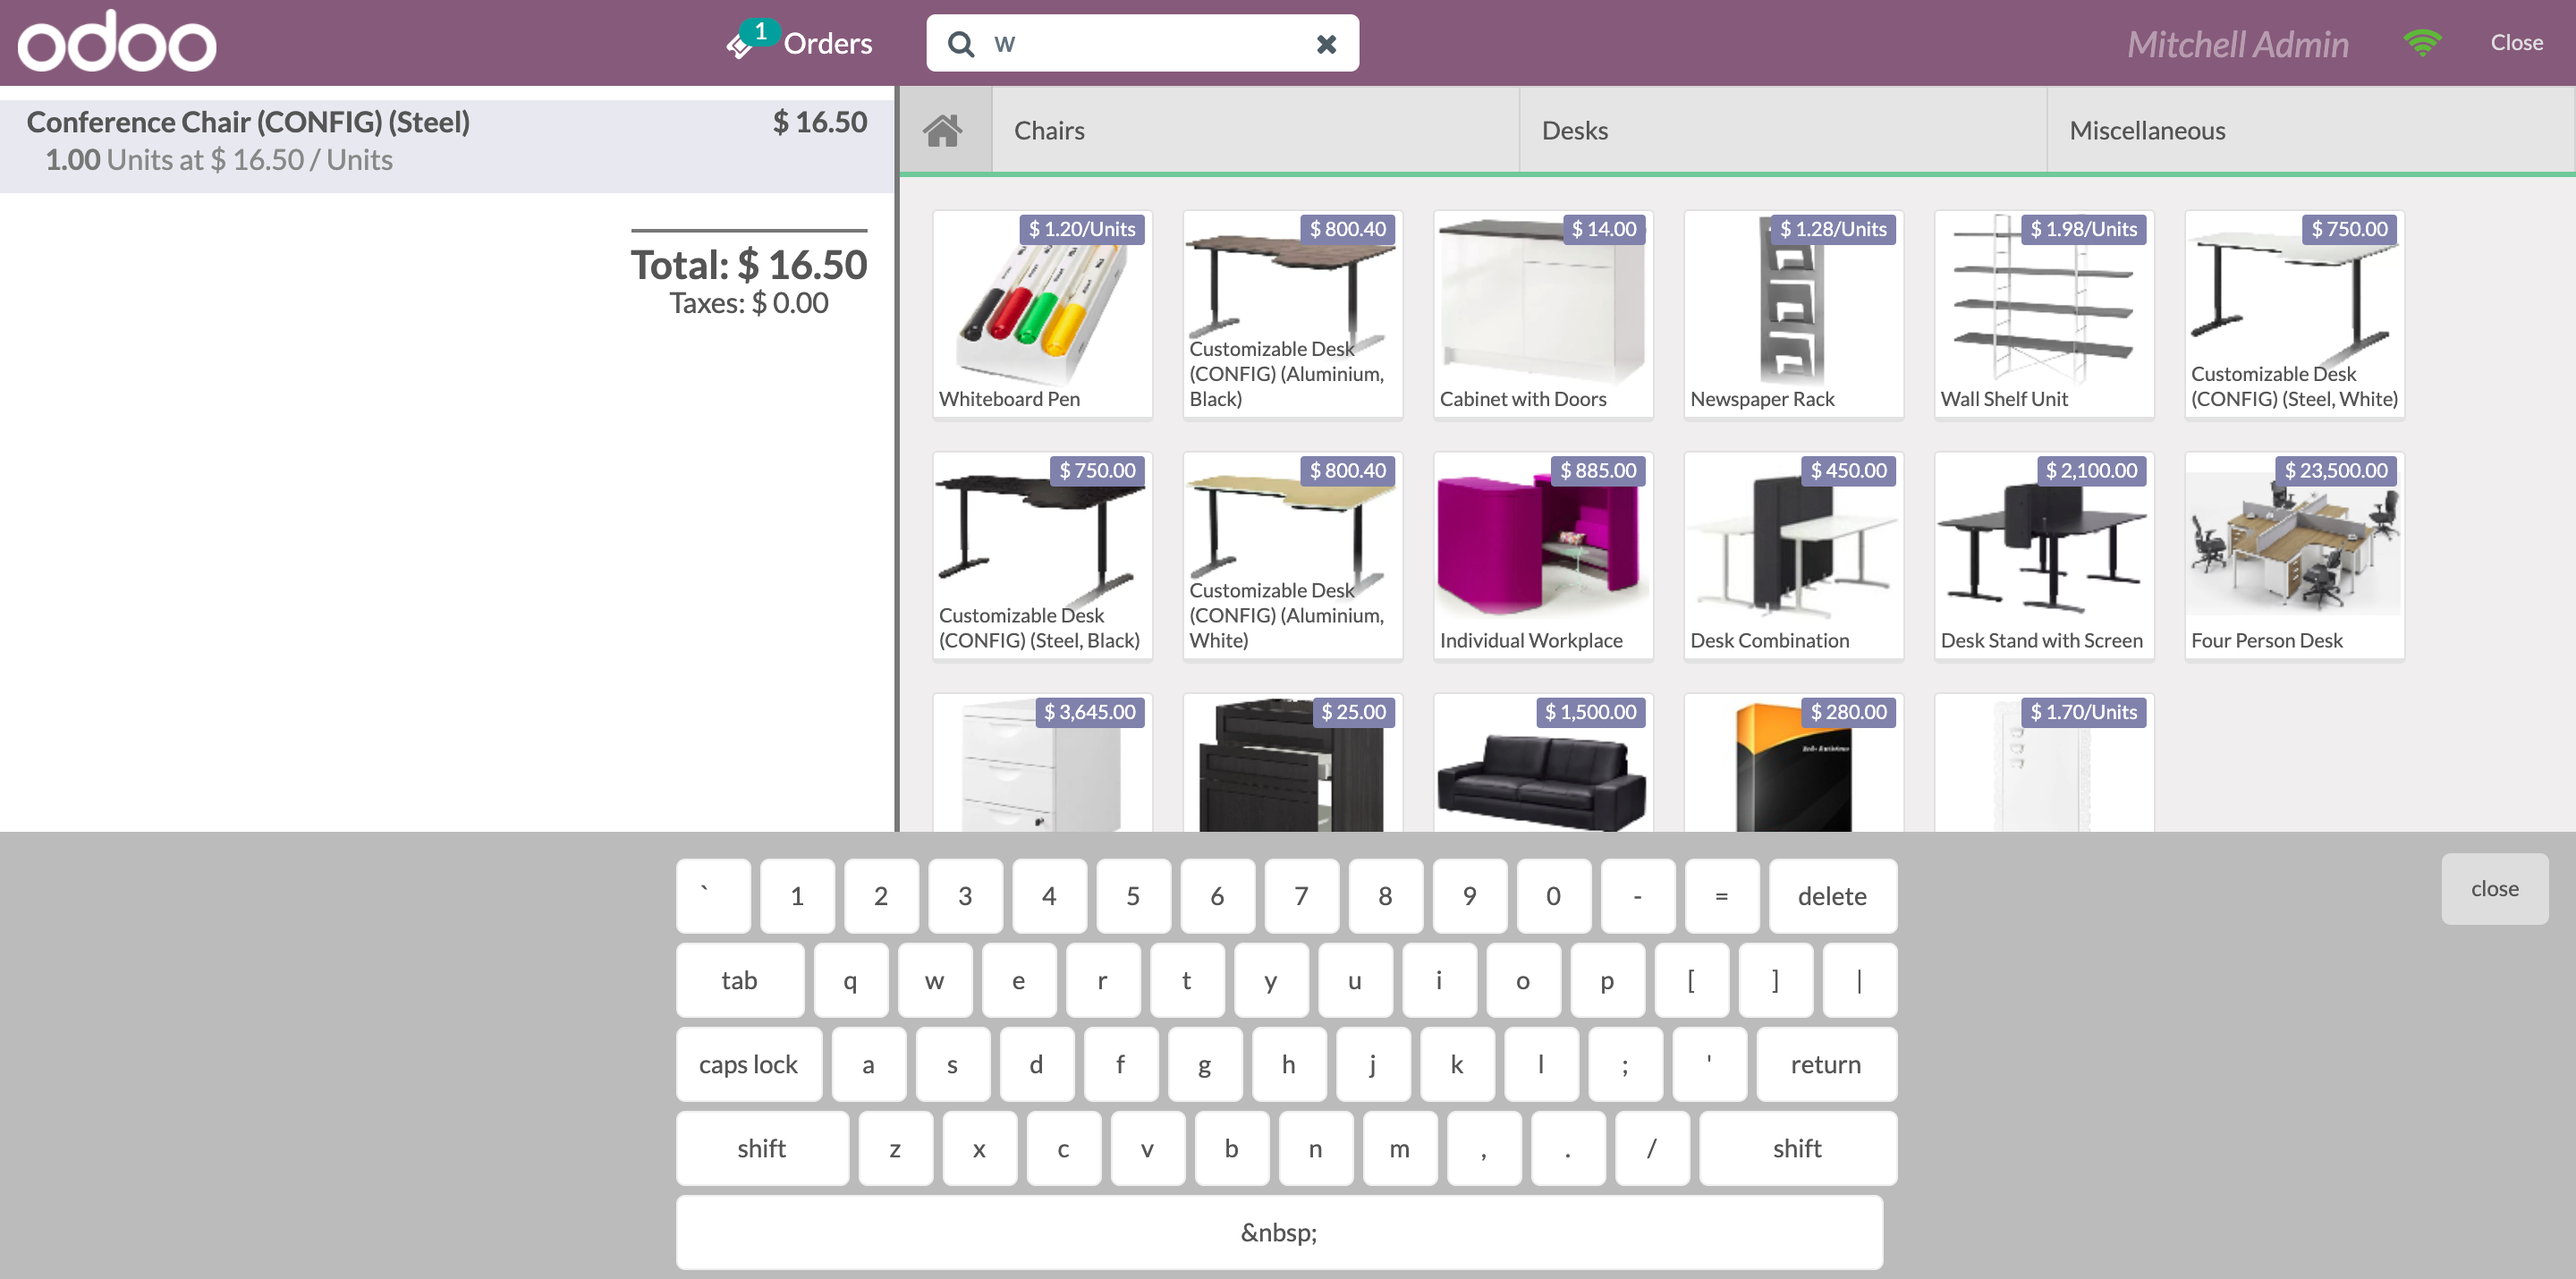 odoo
1
Orders
w
Mitchell Admin
Close
Conference Chair (CONFIG) (Steel)
$ 16.50
1.00 Units at $ 16.50 / Units
Total: $ 16.50
Taxes: $ 0.00
Chairs
Desks
Miscellaneous
$ 1.20/Units
Whiteboard Pen
$ 800.40
Customizable Desk
(CONFIG) (Aluminium,
Black)
$ 14.00
Cabinet with Doors
$ 1.28/Units
Newspaper Rack
$ 1.98/Units
Wall Shelf Unit
$ 750.00
Customizable Desk
(CONFIG) (Steel, White)
$ 750.00
Customizable Desk
(CONFIG) (Steel, Black)
$ 800.40
Customizable Desk
(CONFIG) (Aluminium,
White)
$ 885.00
Individual Workplace
$ 450.00
Desk Combination
$ 2,100.00
Desk Stand with Screen
$ 23,500.00
Four Person Desk
$ 3,645.00
$ 25.00
$ 1,500.00
$ 280.00
$ 1.70/Units
` 1 2 3 4 5 6 7 8 9 0 - = delete
close
tab q w e r t y u i o p [ ] |
caps lock a s d f g h j k l ; ' return
shift z x c v b n m , . / shift
&nbsp;